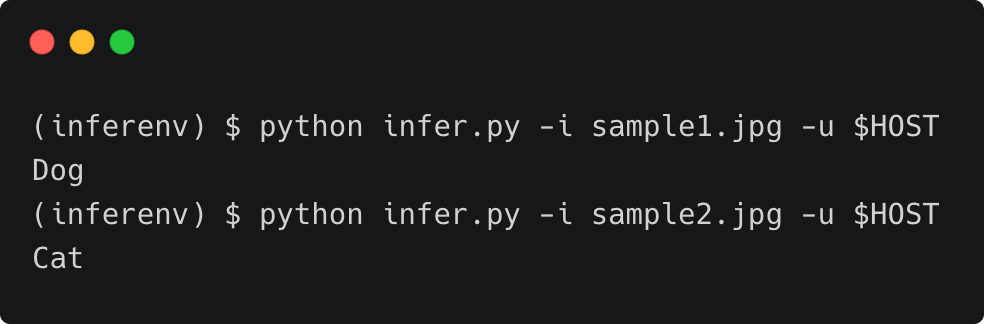 (inferenv) $ python infer.py -i sample1.jpg -u $HOST
Dog
(inferenv) $ python infer.py -i sample2.jpg -u $HOST
Cat